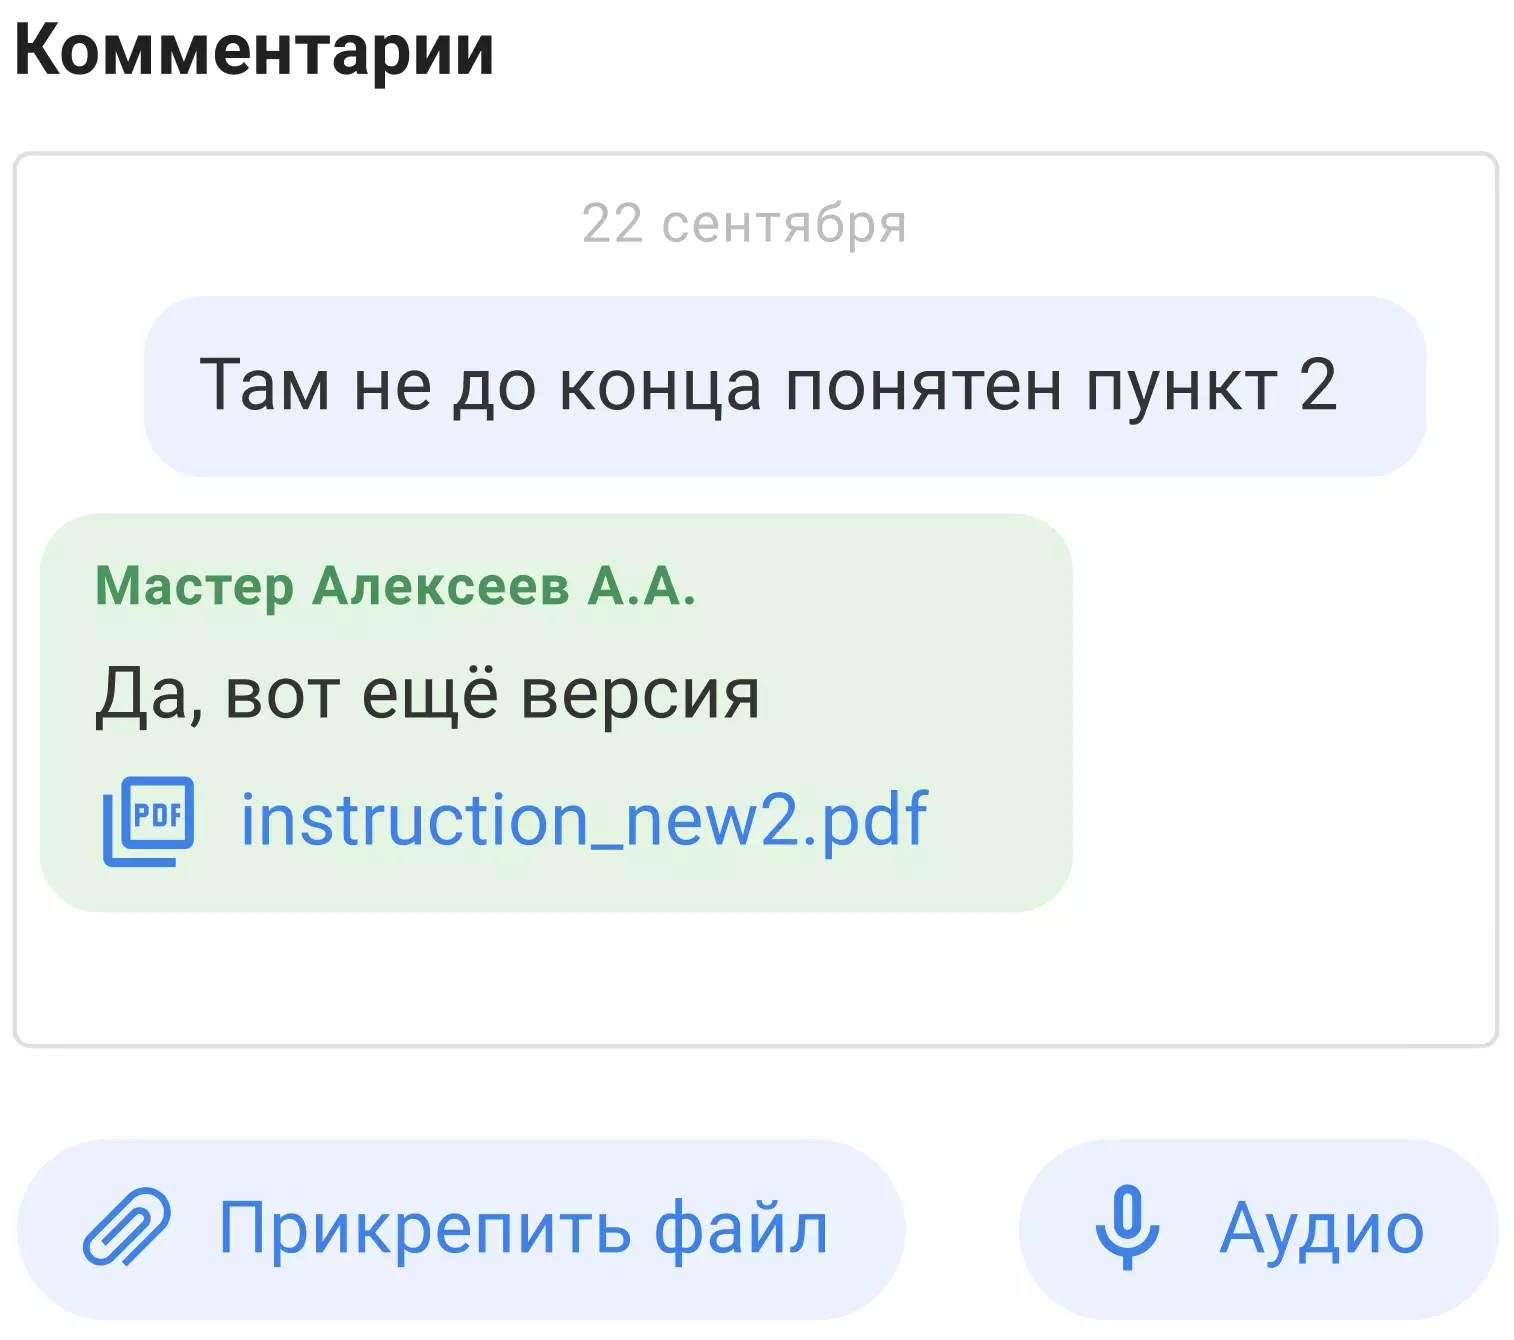 Комментарии
22 сентября
Там не до конца понятен пункт 2
Мастер Алексеев А.А.
Да, вот ещё версия
PDF instruction_new2.pdf
Прикрепить файл
Аудио